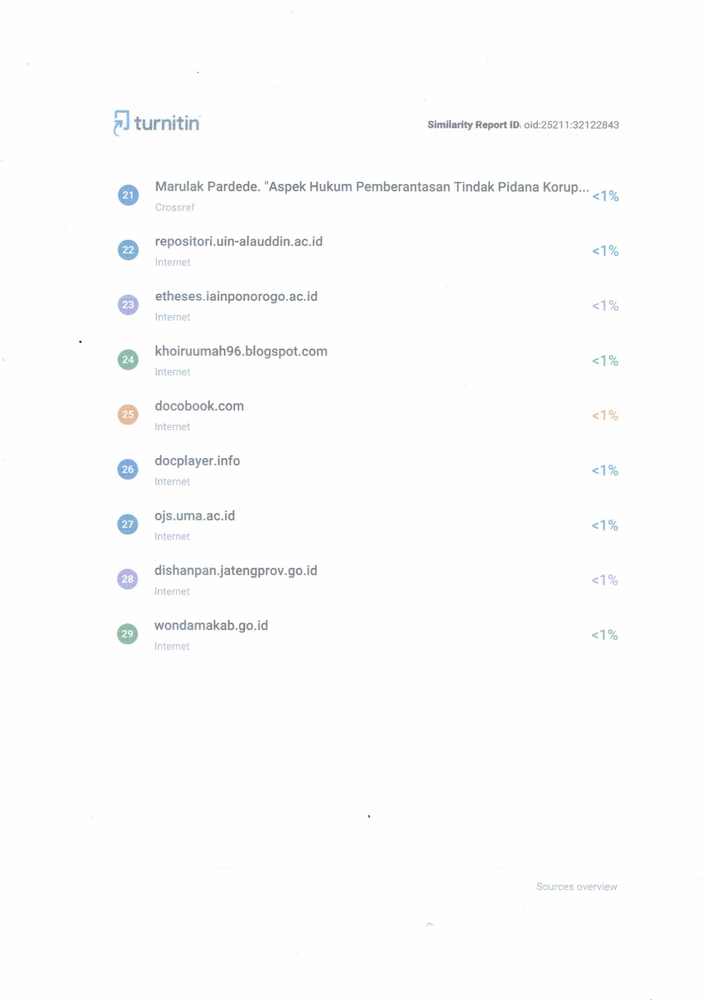 turnitin
Similarity Report ID: oid:25211:32122843
21
Marulak Pardede. "Aspek Hukum Pemberantasan Tindak Pidana Korup...
<1%
Crossref
22
repositori.uin-alauddin.ac.id
<1%
Internet
23
etheses.iainponorogo.ac.id
<1%
Internet
24
khoiruumah96.blogspot.com
<1%
Internet
25
docobook.com
<1%
Internet
26
docplayer.info
<1%
Internet
27
ojs.uma.ac.id
<1%
Internet
28
dishanpan.jatengprov.go.id
<1%
Internet
29
wondamakab.go.id
<1%
Internet
Sources overview